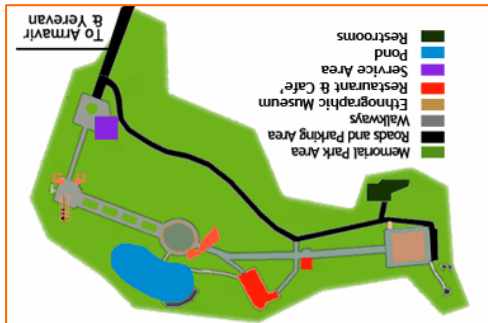 Memorial Park Area
Roads and Parking Area
Walkways
Ethnographic Museum
Restaurant & Cafe'
Service Area
Pond
Restrooms
To Armavir
& Yerevan